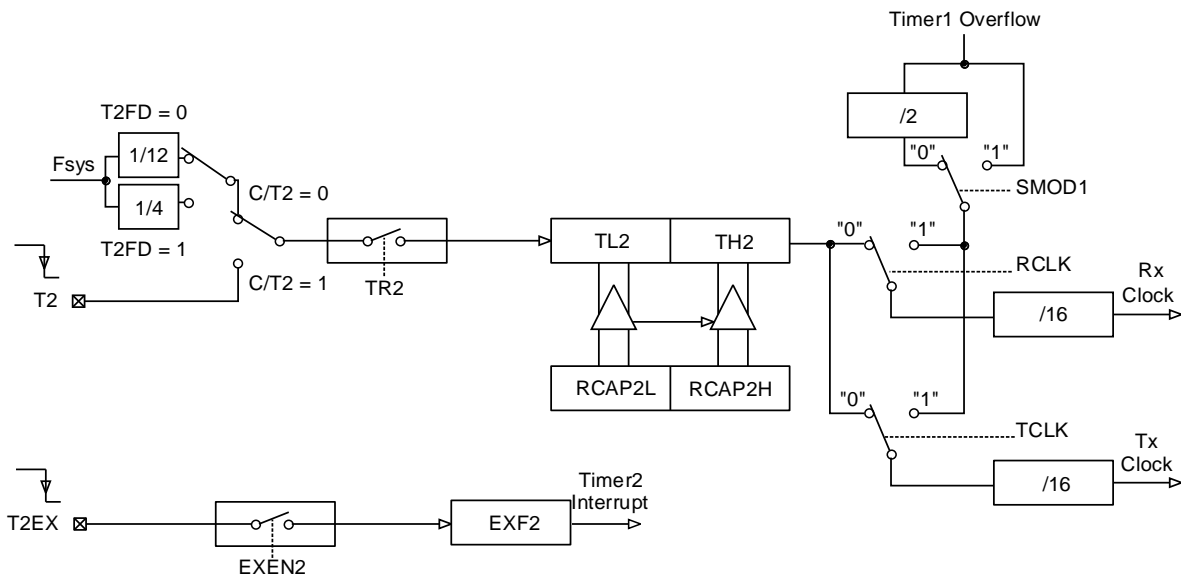 Timer1 Overflow
/2
"0" "1"
SMOD1
T2FD = 0
Fsys
1/12
1/4
T2FD = 1
C/T2 = 0
C/T2 = 1
T2
TR2
TL2 TH2
RCAP2L RCAP2H
"0" "1"
RCLK
/16
Rx
Clock
"0" "1"
TCLK
/16
Tx
Clock
T2EX
EXEN2
EXF2
Timer2
Interrupt